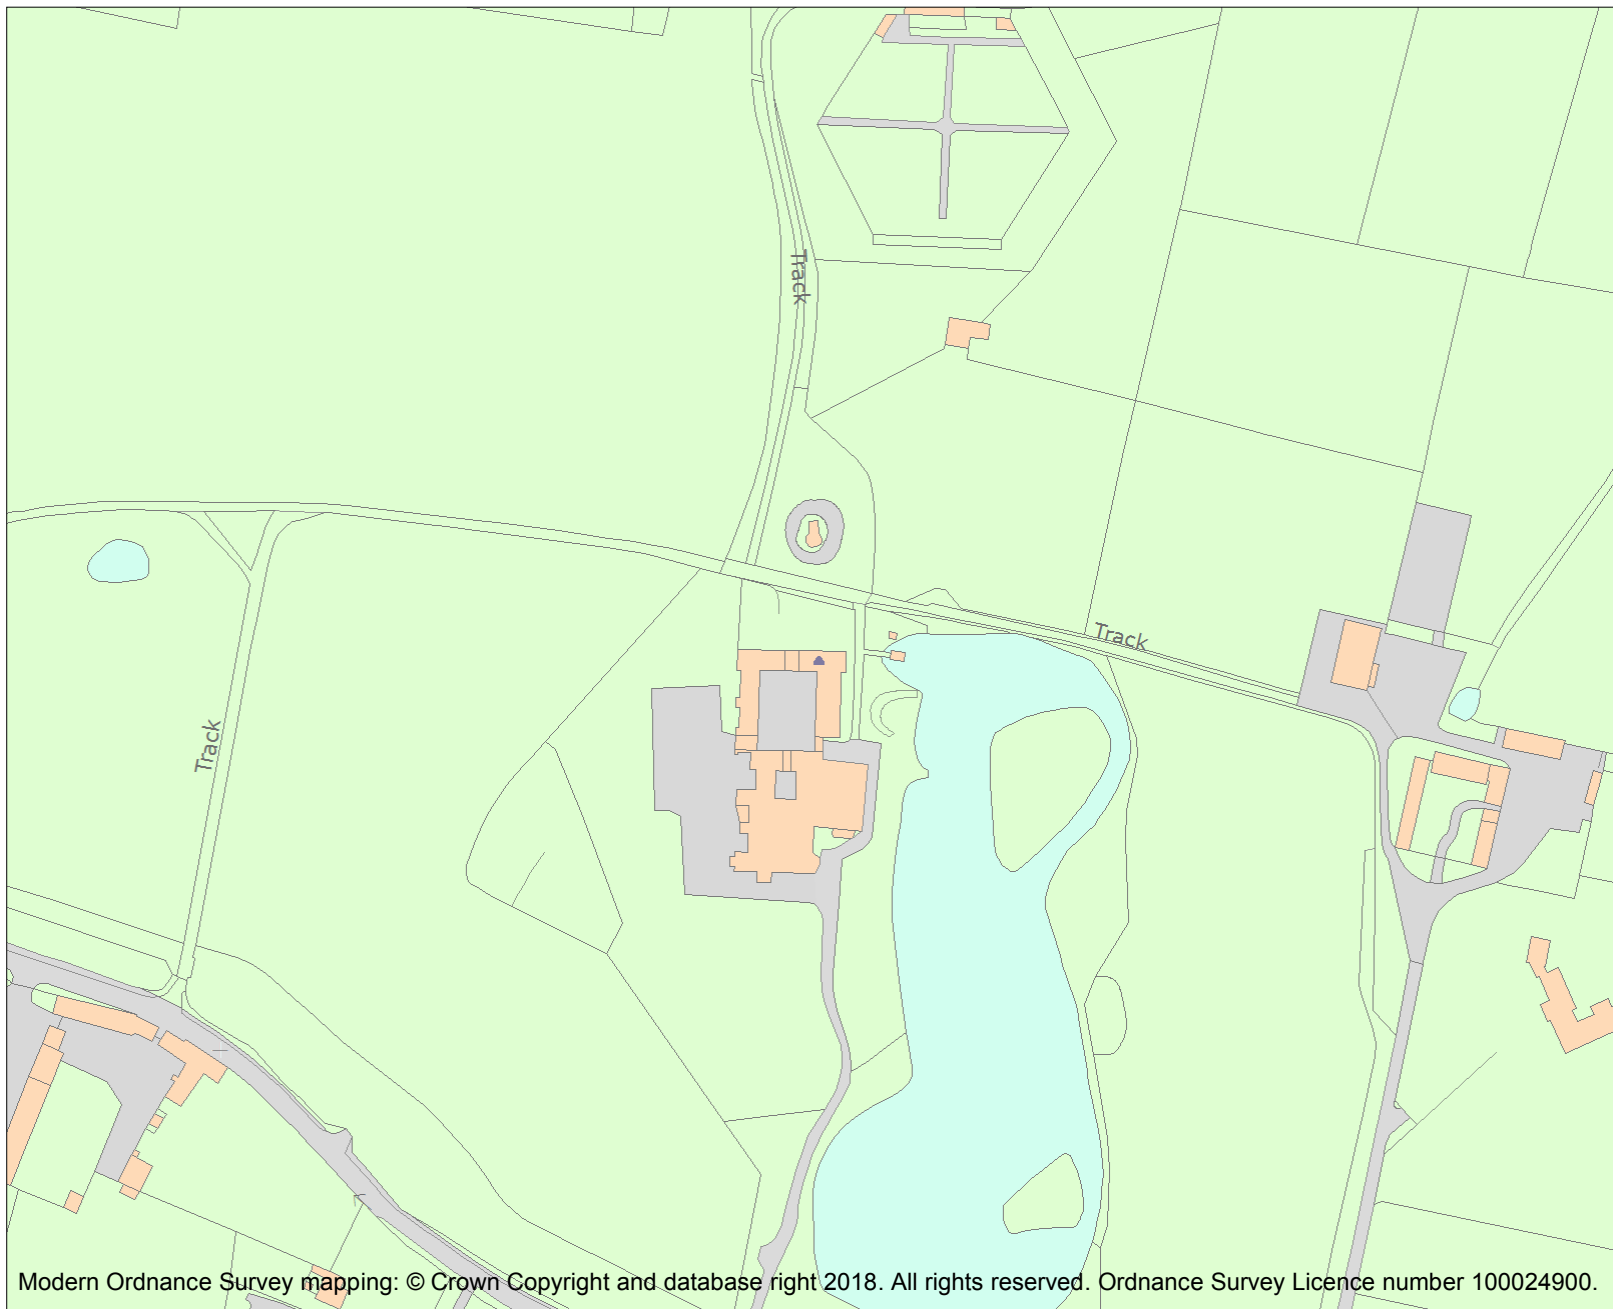 Track
Track
Track
Modern Ordnance Survey mapping: © Crown Copyright and database right 2018. All rights reserved. Ordnance Survey Licence number 100024900.